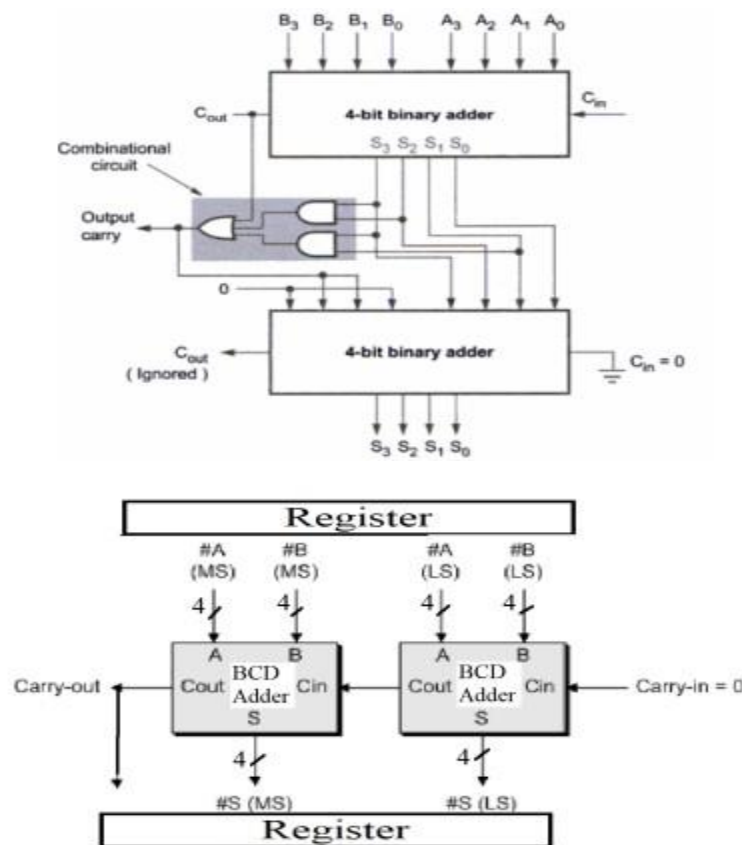 B3 B2 B1 B0 A3 A2 A1 A0
Cout
4-bit binary adder
Cin
S3 S2 S1 S0
Combinational
circuit
Output
carry
0
Cout
( Ignored )
4-bit binary adder
Cin = 0
S3 S2 S1 S0
Register
#A #B #A #B
(MS) (MS) (LS) (LS)
4 4 4 4
A B A B
Carry-out Cout BCD Cin Cout BCD Cin Carry-in = 0
Adder Adder
S S
4 4
#S (MS) #S (LS)
Register